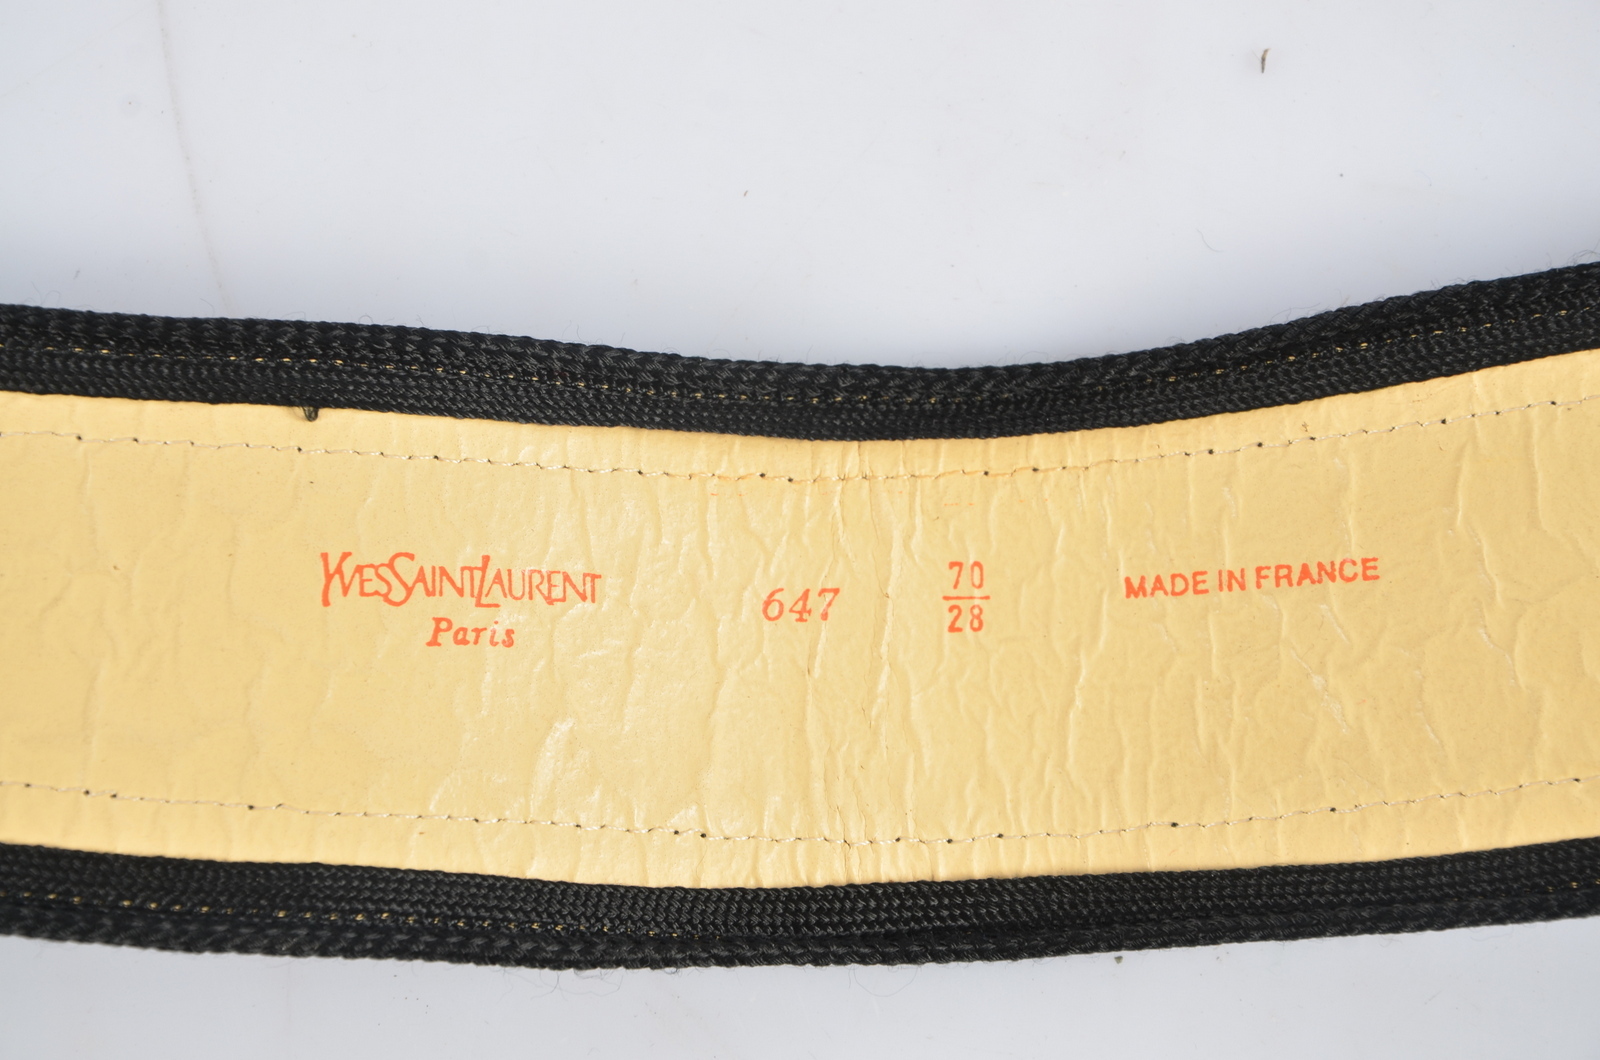 YVESSAINTLAURENT
Paris
647
70
28
MADE IN FRANCE